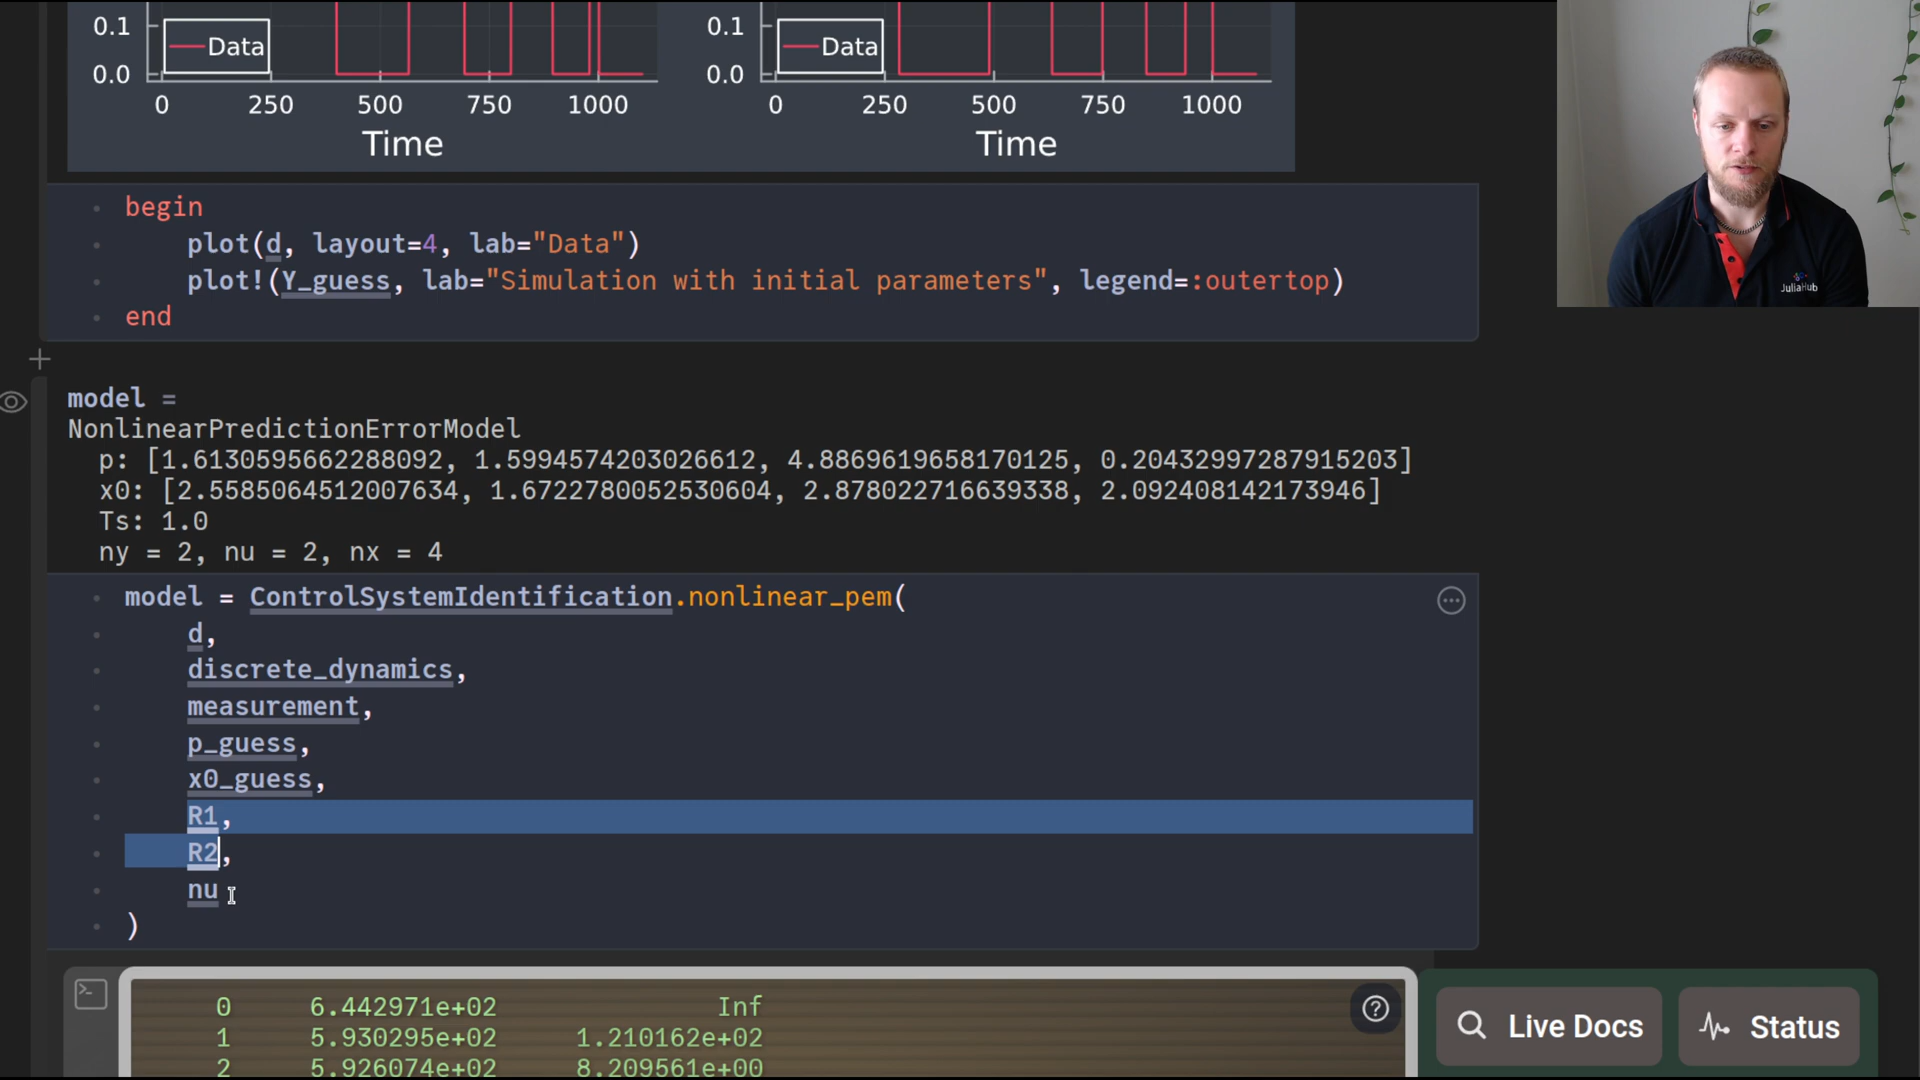 0.1 0.1
Data Data
0.0 0.0
0 250 500 750 1000 0 250 500 750 1000
Time Time
begin
plot(d, layout=4, lab="Data")
plot!(Y_guess, lab="Simulation with initial parameters", legend=:outertop)
end
model =
NonlinearPredictionErrorModel
p: [1.6130595662288092, 1.5994574203026612, 4.8869619658170125, 0.20432997287915203]
x0: [2.5585064512007634, 1.6722780052530604, 2.878022716639338, 2.092408142173946]
Ts: 1.0
ny = 2, nu = 2, nx = 4
model = ControlSystemIdentification.nonlinear_pem(
d,
discrete_dynamics,
measurement,
p_guess,
x0_guess,
R1,
R2,
nu
)
0 6.442971e+02 Inf
1 5.930295e+02 1.210162e+02
2 5.926074e+02 8.209561e+00
Live Docs
Status
JuliaHub